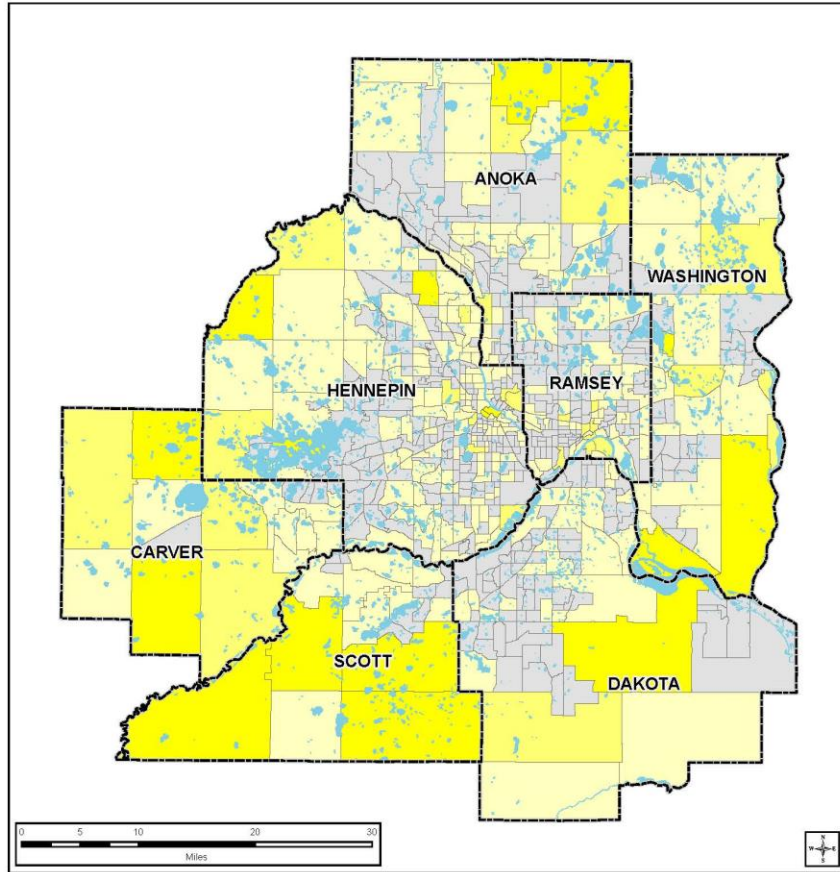 ANOKA
WASHINGTON
HENNEPIN
RAMSEY
CARVER
SCOTT
DAKOTA
0 5 10 20 30
Miles
N
W E
S